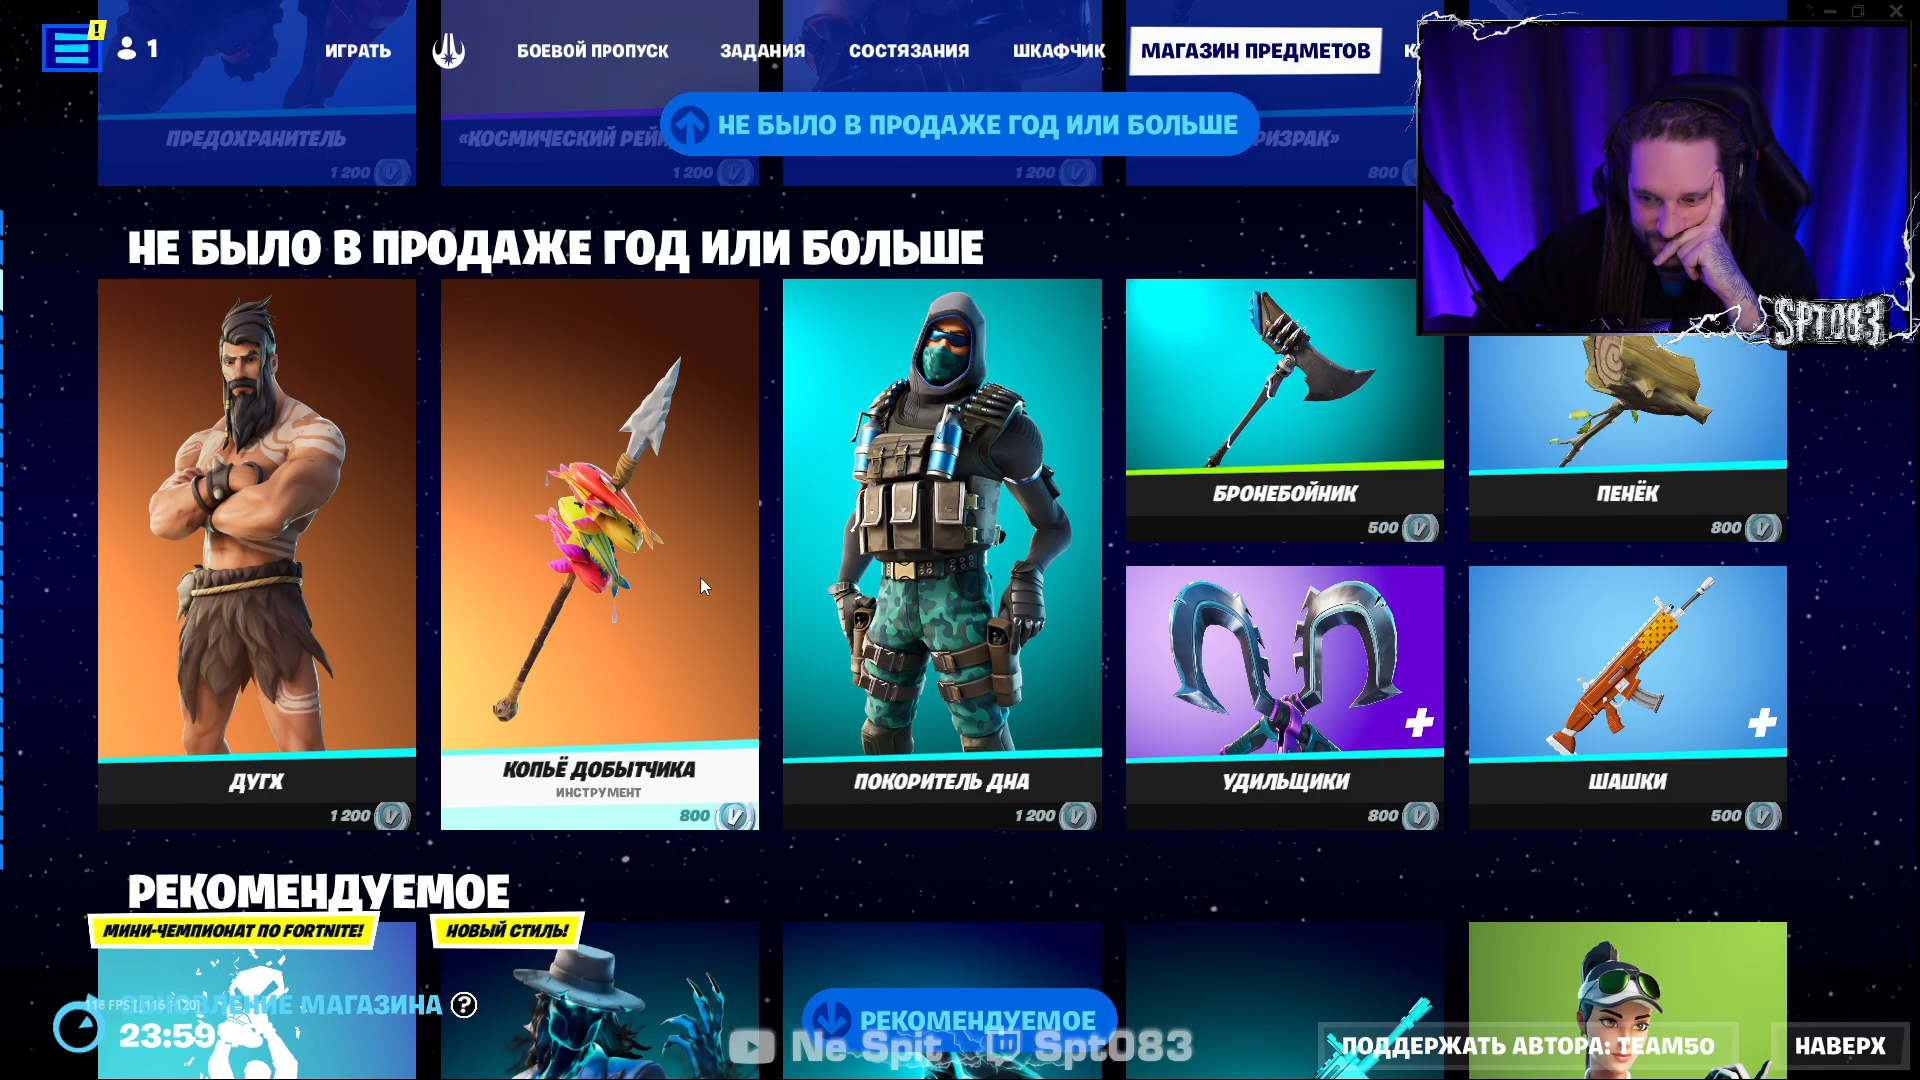 !
1
ИГРАТЬ
БОЕВОЙ ПРОПУСК
ЗАДАНИЯ
СОСТЯЗАНИЯ
ШКАФЧИК
МАГАЗИН ПРЕДМЕТОВ
НЕ БЫЛО В ПРОДАЖЕ ГОД ИЛИ БОЛЬШЕ
ПРЕДОХРАНИТЕЛЬ
1 200
«КОСМИЧЕСКИЙ
1 200
1 200
800
SPT083
НЕ БЫЛО В ПРОДАЖЕ ГОД ИЛИ БОЛЬШЕ
ДУГХ
1 200
КОПЬЁ ДОБЫТЧИКА
ИНСТРУМЕНТ
800
ПОКОРИТЕЛЬ ДНА
1 200
БРОНЕБОЙНИК
500
ПЕНЁК
800
УДИЛЬЩИКИ
800
ШАШКИ
500
РЕКОМЕНДУЕМОЕ
МИНИ-ЧЕМПИОНАТ ПО FORTNITE!
НОВЫЙ СТИЛЬ!
МАГАЗИНА ?
РЕКОМЕНДУЕМОЕ
Ne Spit
Spt083
ПОДДЕРЖАТЬ АВТОРА: TEAM50
НАВЕРХ